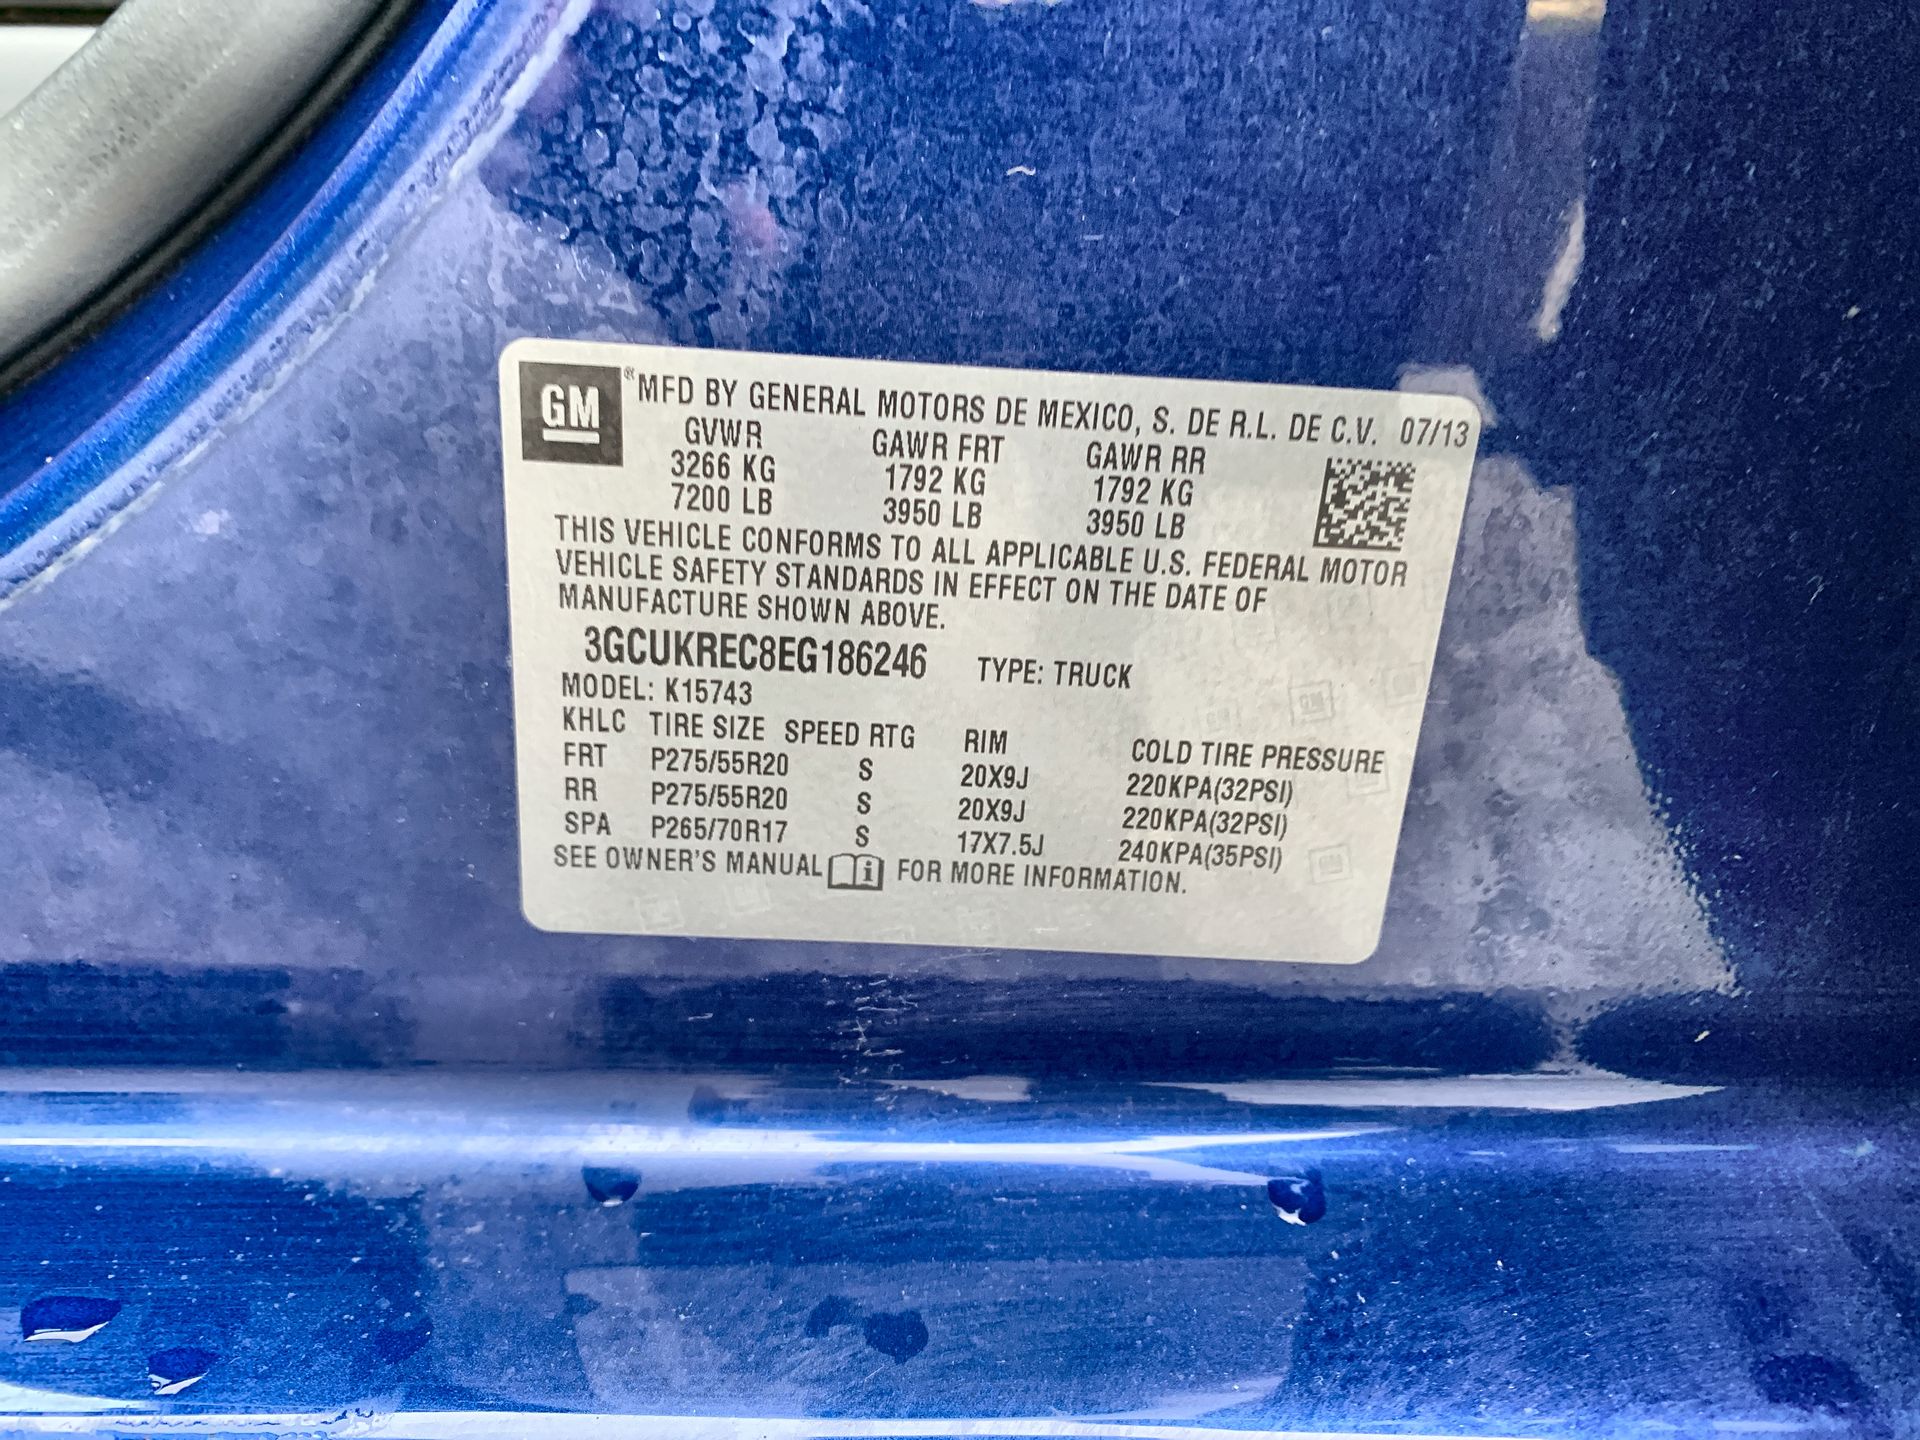 GM ® MFD BY GENERAL MOTORS DE MEXICO, S. DE R.L. DE C.V. 07/13
GVWR GAWR FRT GAWR RR
3266 KG 1792 KG 1792 KG
7200 LB 3950 LB 3950 LB
THIS VEHICLE CONFORMS TO ALL APPLICABLE U.S. FEDERAL MOTOR
VEHICLE SAFETY STANDARDS IN EFFECT ON THE DATE OF
MANUFACTURE SHOWN ABOVE.
3GCUKREC8EG186246 TYPE: TRUCK
MODEL: K15743
KHLC TIRE SIZE SPEED RTG RIM COLD TIRE PRESSURE
FRT P275/55R20 S 20X9J 220KPA(32PSI)
RR P275/55R20 S 20X9J 220KPA(32PSI)
SPA P265/70R17 S 17X7.5J 240KPA(35PSI)
SEE OWNER'S MANUAL i FOR MORE INFORMATION.